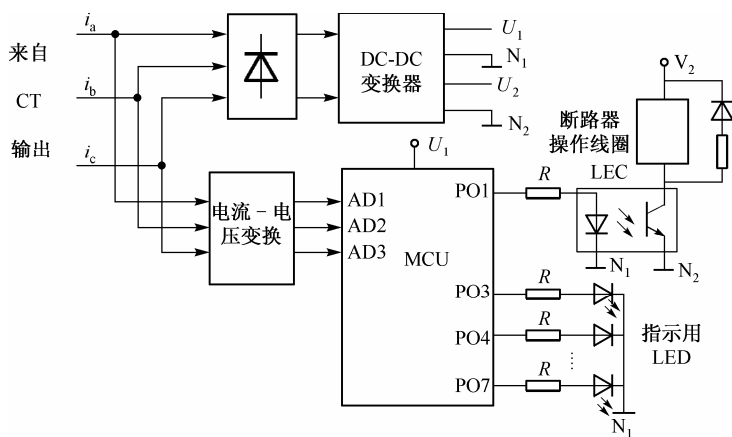 来自
CT
输出
i_a
i_b
i_c
DC-DC
变换器
U_1
N_1
U_2
N_2
电流－电
压变换
U_1
AD1
AD2
AD3
MCU
PO1
PO3
PO4
PO7
R
R
R
R
V_2
断路器
操作线圈
LEC
N_1
N_2
指示用
LED
N_1